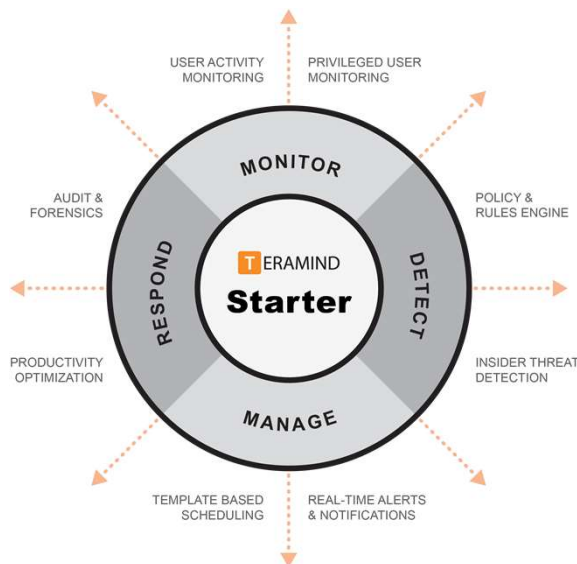 USER ACTIVITY
MONITORING
PRIVILEGED USER
MONITORING
MONITOR
AUDIT &
FORENSICS
POLICY &
RULES ENGINE
RESPOND
TERAMIND
Starter
DETECT
PRODUCTIVITY
OPTIMIZATION
INSIDER THREAT
DETECTION
MANAGE
TEMPLATE BASED
SCHEDULING
REAL-TIME ALERTS
& NOTIFICATIONS